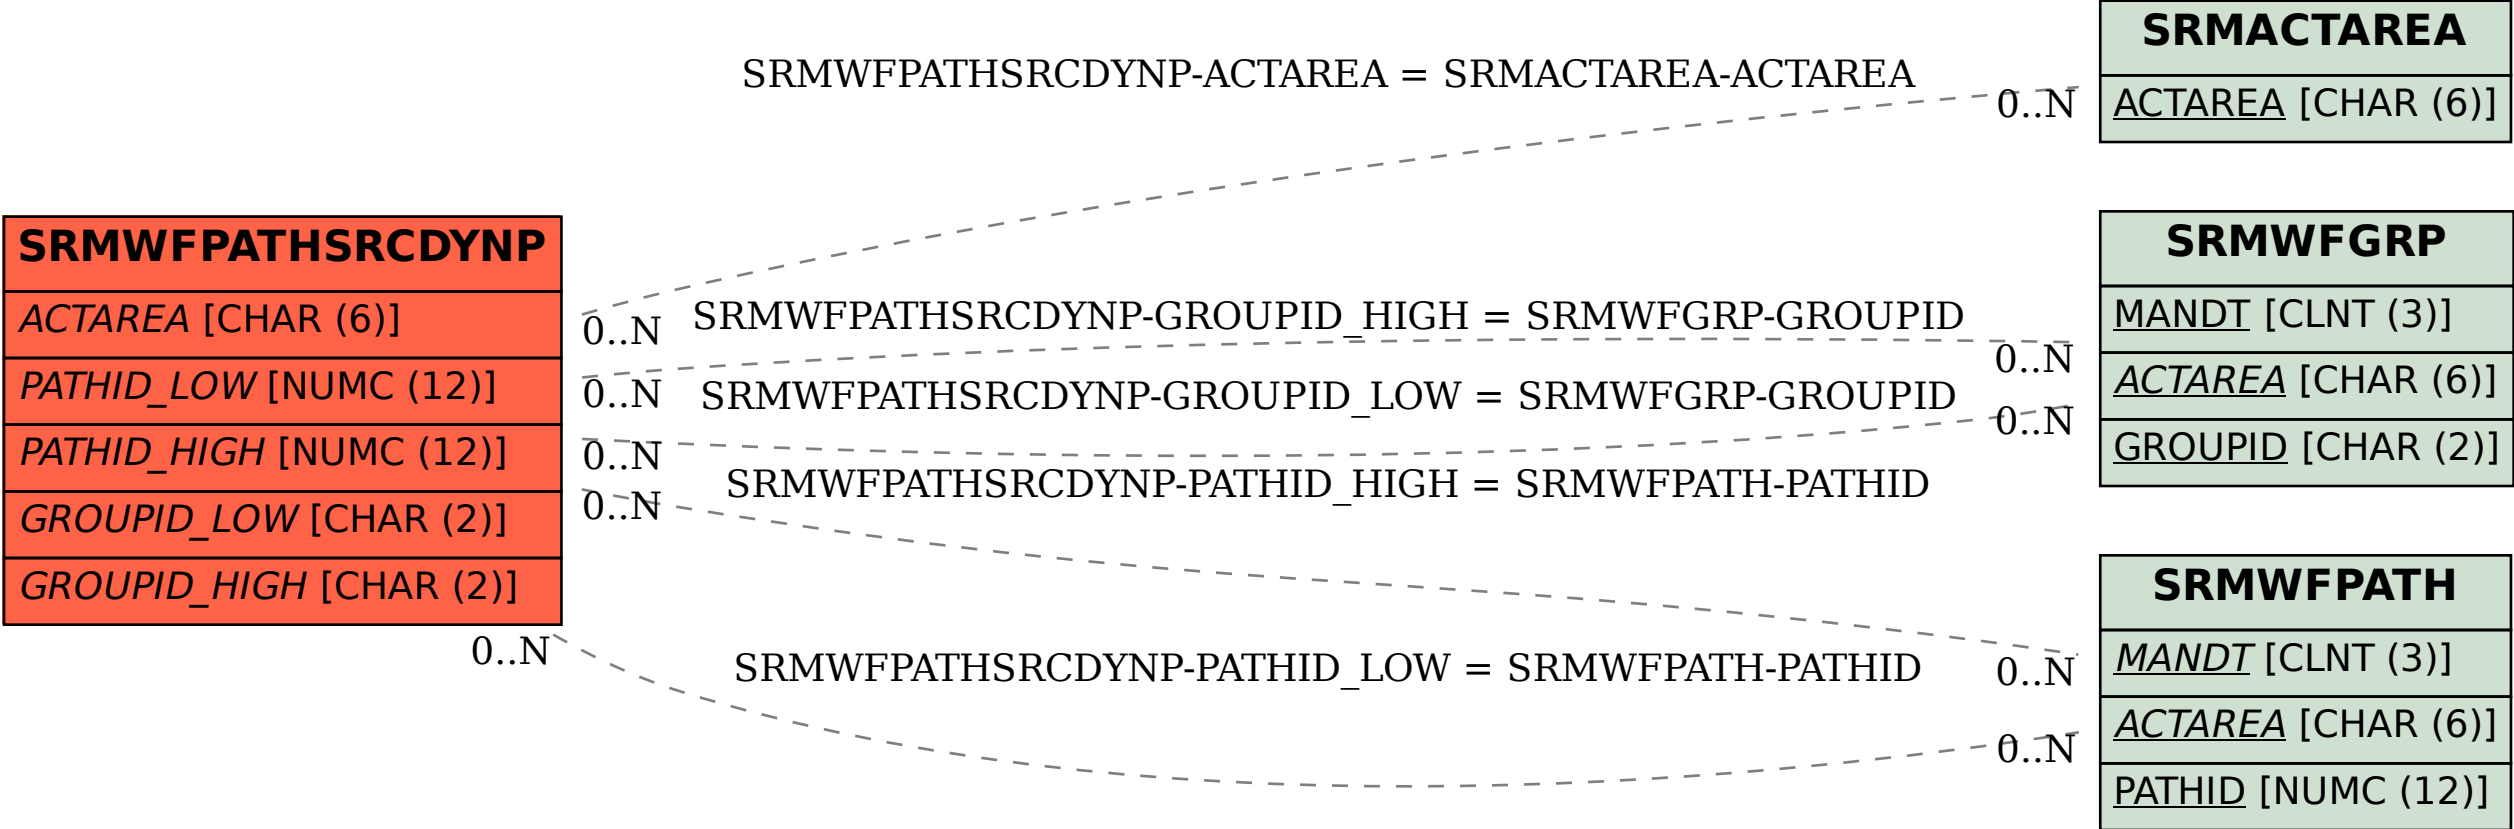 SRMACTAREA
SRMWFPATHSRCDYNP-ACTAREA = SRMACTAREA-ACTAREA
0..N
ACTAREA [CHAR (6)]
SRMWFPATHSRCDYNP
ACTAREA [CHAR (6)]
PATHID_LOW [NUMC (12)]
PATHID_HIGH [NUMC (12)]
GROUPID_LOW [CHAR (2)]
GROUPID_HIGH [CHAR (2)]
0..N
SRMWFPATHSRCDYNP-GROUPID_HIGH = SRMWFGRP-GROUPID
0..N
0..N
SRMWFPATHSRCDYNP-GROUPID_LOW = SRMWFGRP-GROUPID
0..N
0..N
SRMWFPATHSRCDYNP-PATHID_HIGH = SRMWFPATH-PATHID
0..N
0..N
SRMWFPATHSRCDYNP-PATHID_LOW = SRMWFPATH-PATHID
0..N
0..N
SRMWFGRP
MANDT [CLNT (3)]
ACTAREA [CHAR (6)]
GROUPID [CHAR (2)]
SRMWFPATH
MANDT [CLNT (3)]
ACTAREA [CHAR (6)]
PATHID [NUMC (12)]